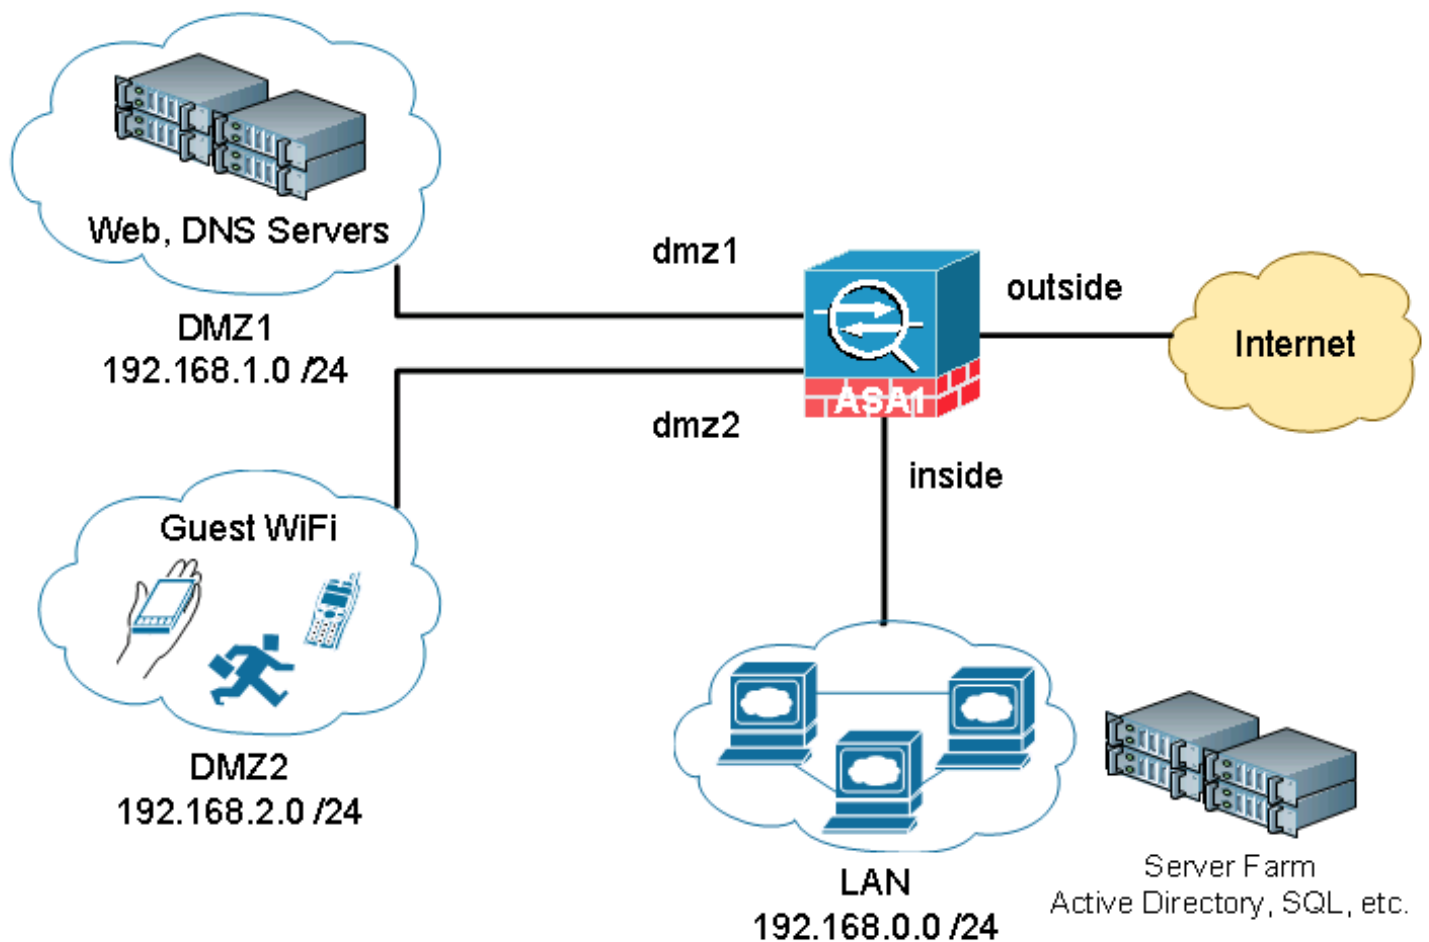 Web, DNS Servers
DMZ1
192.168.1.0 /24
dmz1
outside
Internet
ASA1
dmz2
inside
Guest WiFi
DMZ2
192.168.2.0 /24
LAN
192.168.0.0 /24
Server Farm
Active Directory, SQL, etc.